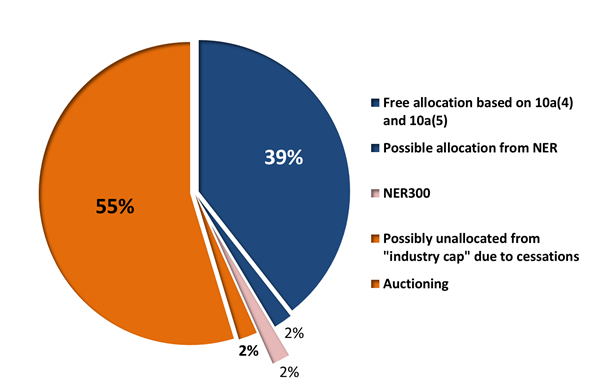 39%
55%
2%
2%
2%
Free allocation based on 10a(4)
and 10a(5)
Possible allocation from NER
NER300
Possibly unallocated from
"industry cap" due to cessations
Auctioning